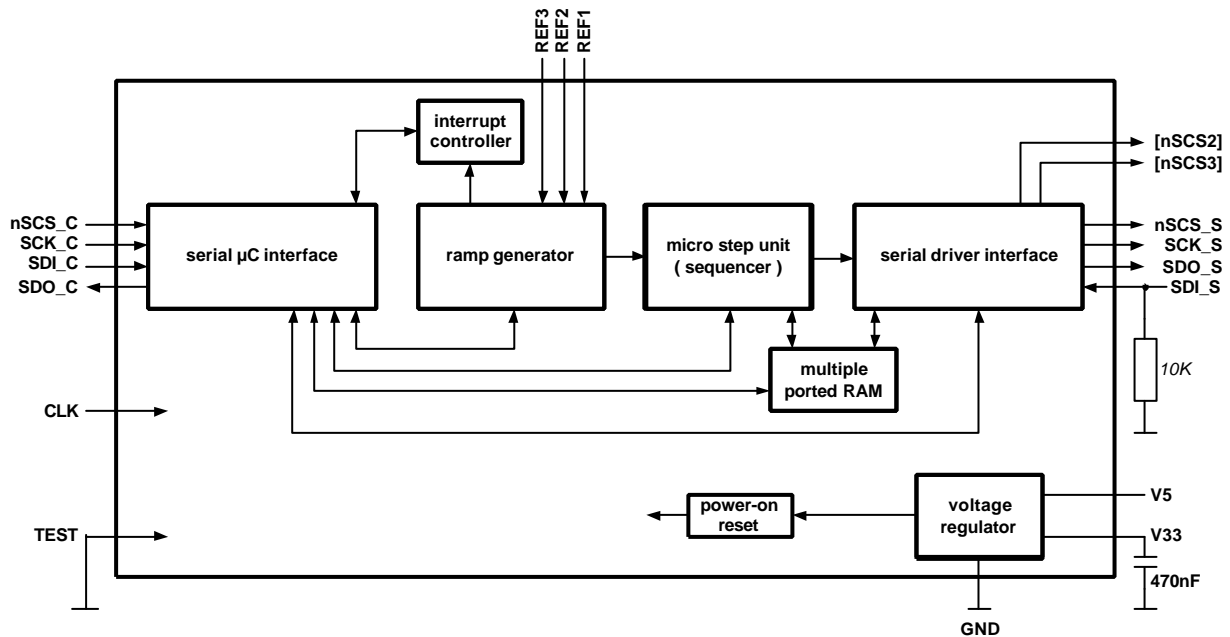 REF3
REF2
REF1
interrupt
controller
[nSCS2]
[nSCS3]
nSCS_C
SCK_C
SDI_C
SDO_C
serial µC interface
ramp generator
micro step unit
( sequencer )
serial driver interface
nSCS_S
SCK_S
SDO_S
SDI_S
multiple
ported RAM
10K
CLK
TEST
power-on
reset
voltage
regulator
V5
V33
470nF
GND